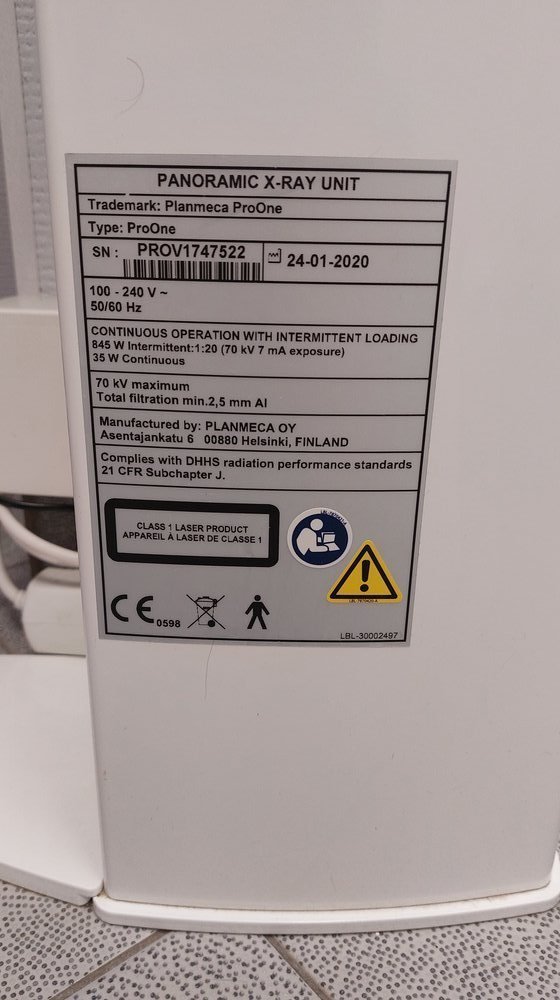 PANORAMIC X-RAY UNIT
Trademark: Planmeca ProOne
Type: ProOne
SN : PROV1747522 24-01-2020
100 - 240 V ~
50/60 Hz
CONTINUOUS OPERATION WITH INTERMITTENT LOADING
845 W Intermittent:1:20 (70 kV 7 mA exposure)
35 W Continuous
70 kV maximum
Total filtration min.2,5 mm Al
Manufactured by: PLANMECA OY
Asentajankatu 6 00880 Helsinki, FINLAND
Complies with DHHS radiation performance standards
21 CFR Subchapter J.
CLASS 1 LASER PRODUCT
APPAREIL À LASER DE CLASSE 1
CE 0598
LBL-30002497